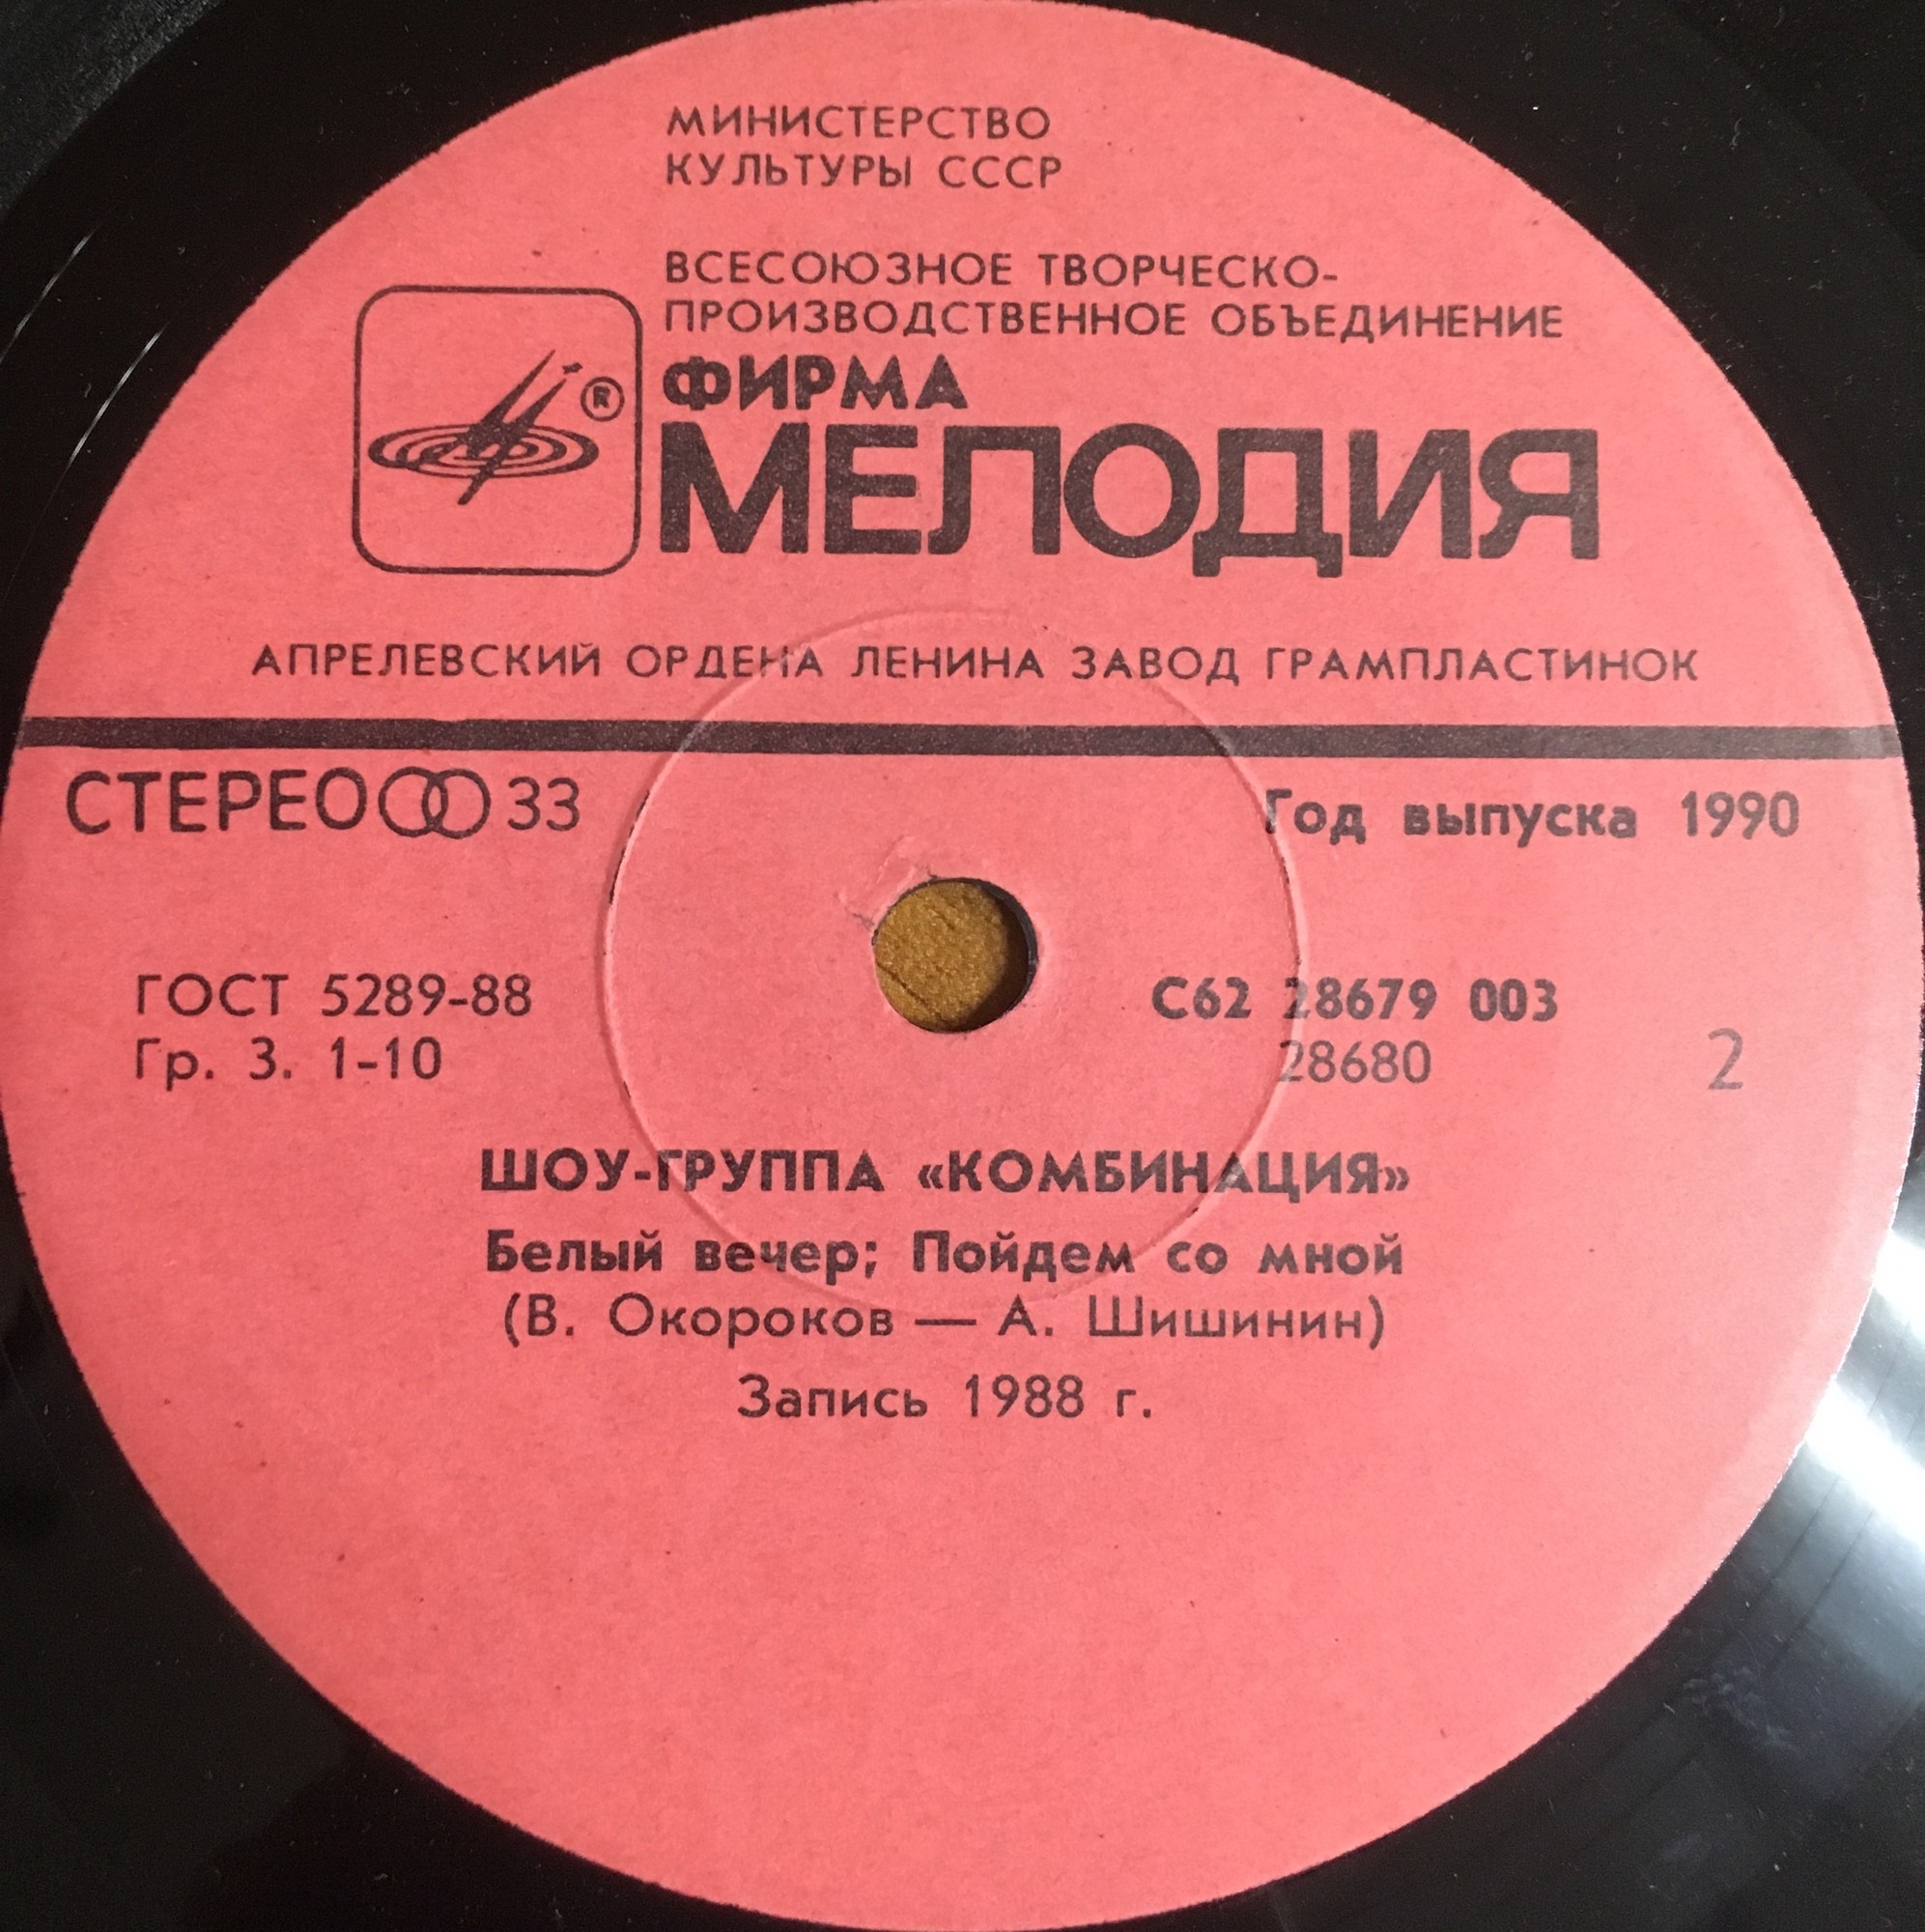 МИНИСТЕРСТВО
КУЛЬТУРЫ СССР
ВСЕСОЮЗНОЕ ТВОРЧЕСКО-
ПРОИЗВОДСТВЕННОЕ ОБЪЕДИНЕНИЕ
®
ФИРМА
МЕЛОДИЯ
АПРЕЛЕВСКИЙ ОРДЕНА ЛЕНИНА ЗАВОД ГРАМПЛАСТИНОК
СТЕРЕО 33
Год выпуска 1990
ГОСТ 5289-88
Гр. 3. 1-10
С62 28679 003
28680
2
ШОУ-ГРУППА «КОМБИНАЦИЯ»
Белый вечер; Пойдем со мной
(В. Окороков — А. Шишинин)
Запись 1988 г.